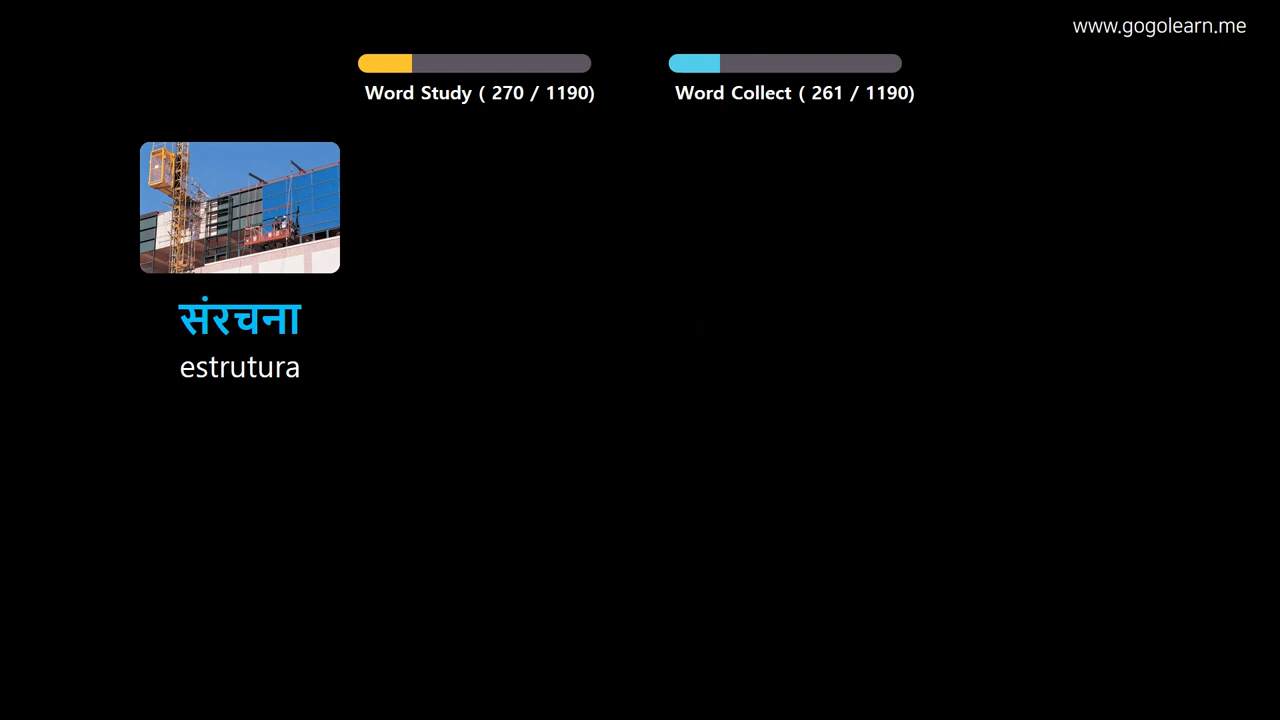 www.gogolearn.me
Word Study ( 270 / 1190)
Word Collect ( 261 / 1190)
संरचना
estrutura